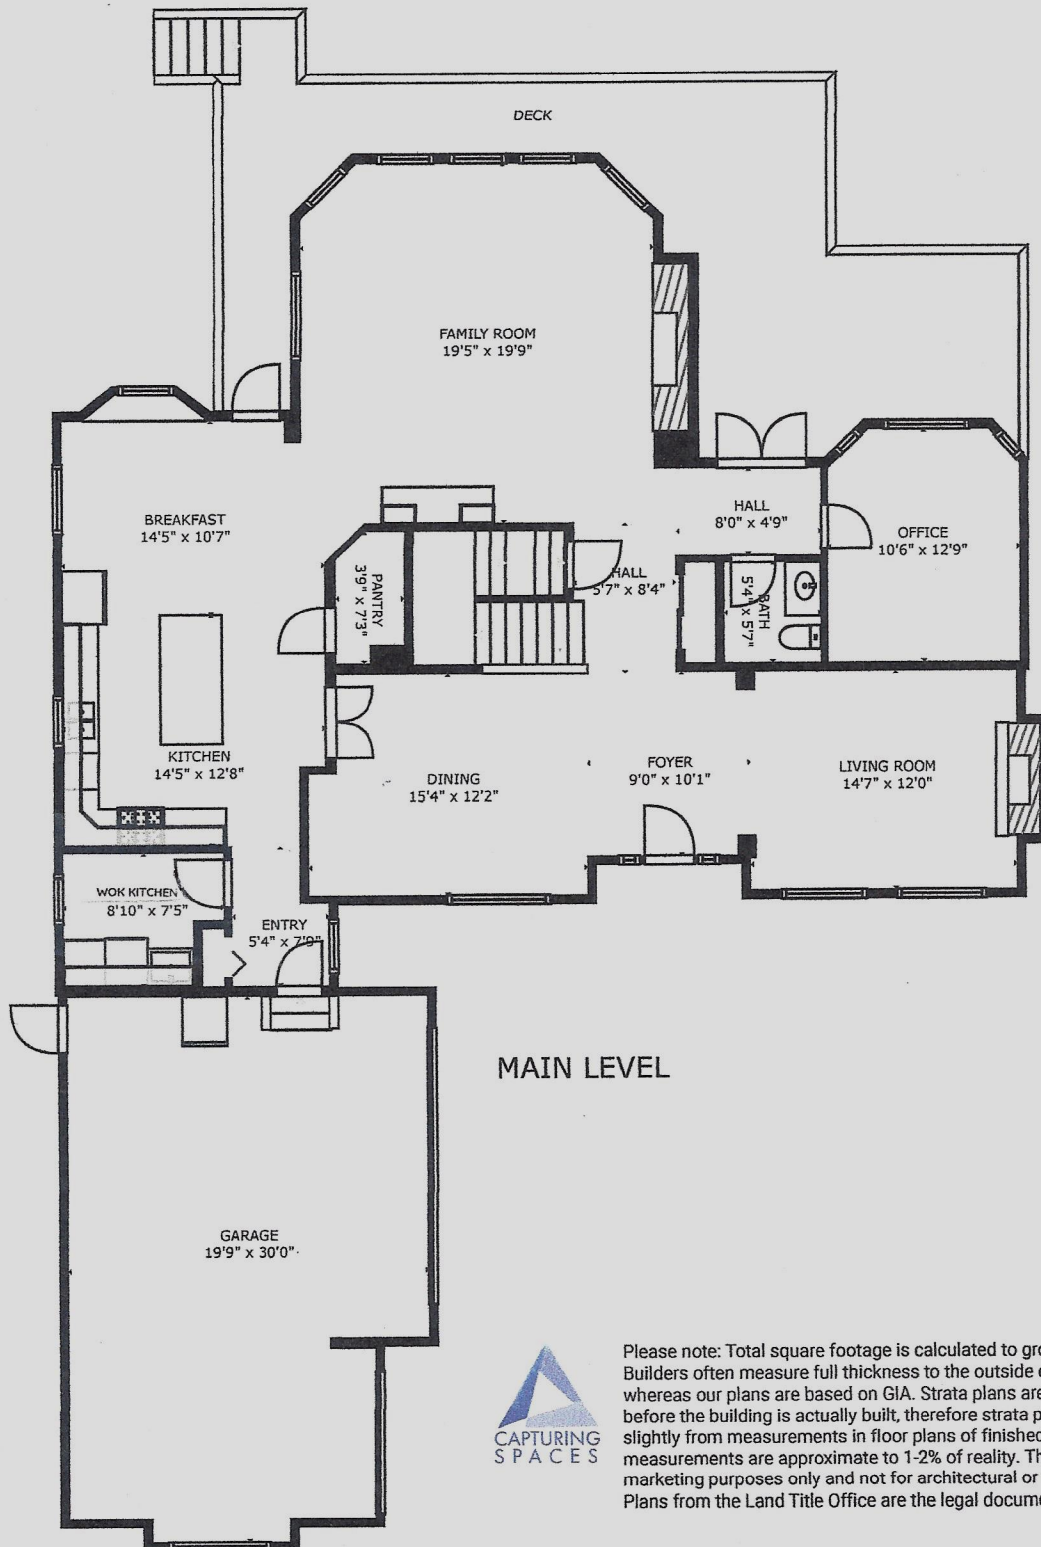 DECK
FAMILY ROOM
19'5" x 19'9"
BREAKFAST
14'5" x 10'7"
HALL
8'0" x 4'9"
OFFICE
10'6" x 12'9"
PANTRY
3'9" x 7'3"
HALL
5'7" x 8'4"
BATH
5'4" x 5'7"
KITCHEN
14'5" x 12'8"
DINING
15'4" x 12'2"
FOYER
9'0" x 10'1"
LIVING ROOM
14'7" x 12'0"
WOK KITCHEN
8'10" x 7'5"
ENTRY
5'4" x 7'9"
MAIN LEVEL
GARAGE
19'9" x 30'0"
CAPTURING
SPACES
Please note: Total square footage is calculated to
Builders often measure full thickness to the outside
whereas our plans are based on GIA. Strata plans are
before the building is actually built, therefore strata
slightly from measurements in floor plans of finished
measurements are approximate to 1-2% of reality.
marketing purposes only and not for architectural or
Plans from the Land Title Office are the legal